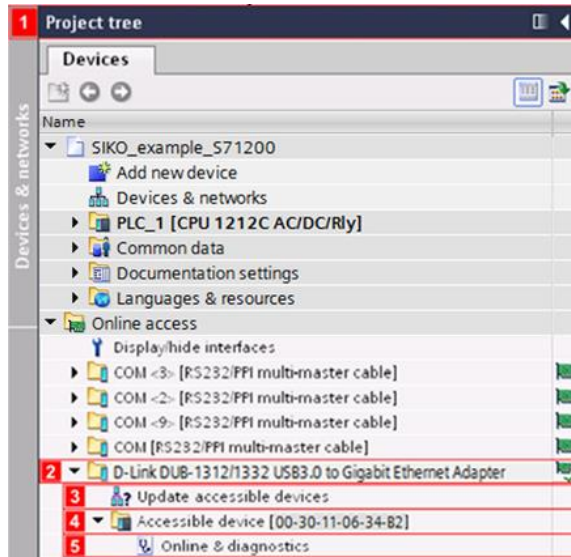 1 Project tree
Devices
Devices & networks
Name
SIKO_example_S71200
Add new device
Devices & networks
PLC_1 [CPU 1212C AC/DC/Rly]
Common data
Documentation settings
Languages & resources
Online access
Display/hide interfaces
COM <3> [RS232/PPI multi-master cable]
COM <2> [RS232/PPI multi-master cable]
COM <9> [RS232/PPI multi-master cable]
COM [RS232/PPI multi-master cable]
2 D-Link DUB-1312/1332 USB3.0 to Gigabit Ethernet Adapter
3 Update accessible devices
4 Accessible device [00-30-11-06-34-B2]
5 Online & diagnostics